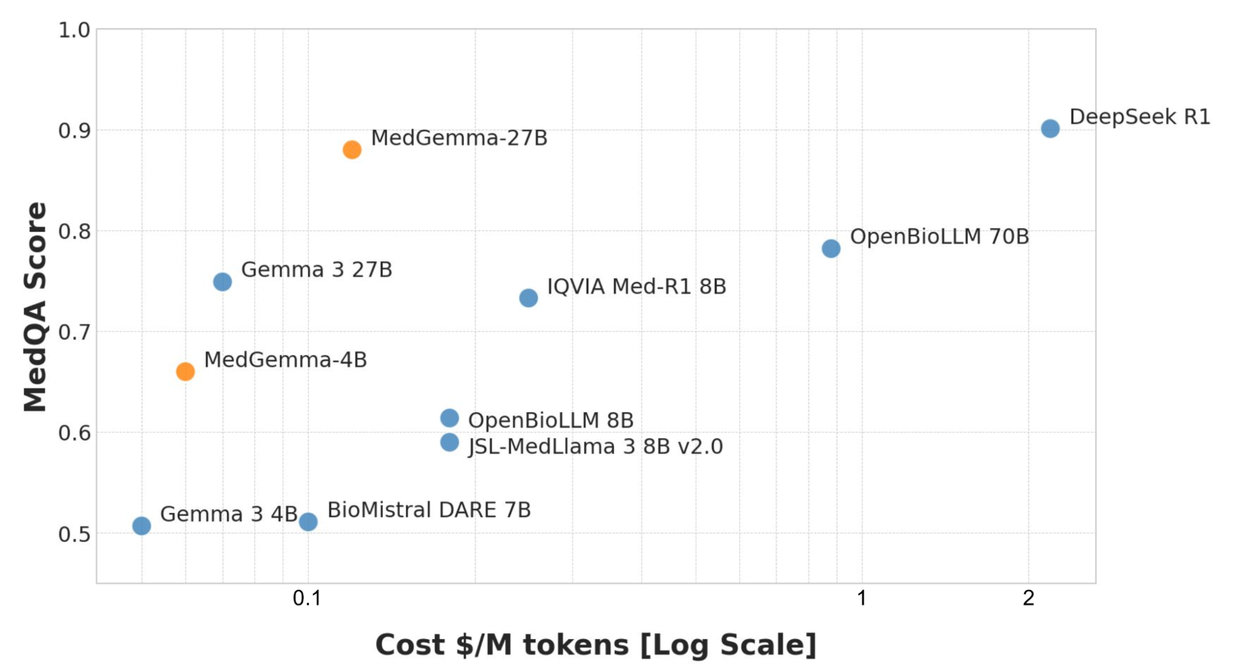 1.0
DeepSeek R1
0.9
MedGemma-27B
0.8
OpenBioLLM 70B
Gemma 3 27B
IQVIA Med-R1 8B
0.7
MedGemma-4B
0.6
OpenBioLLM 8B
JSL-MedLlama 3 8B v2.0
Gemma 3 4B
BioMistral DARE 7B
0.5
MedQA Score
0.1
1
2
Cost $/M tokens [Log Scale]